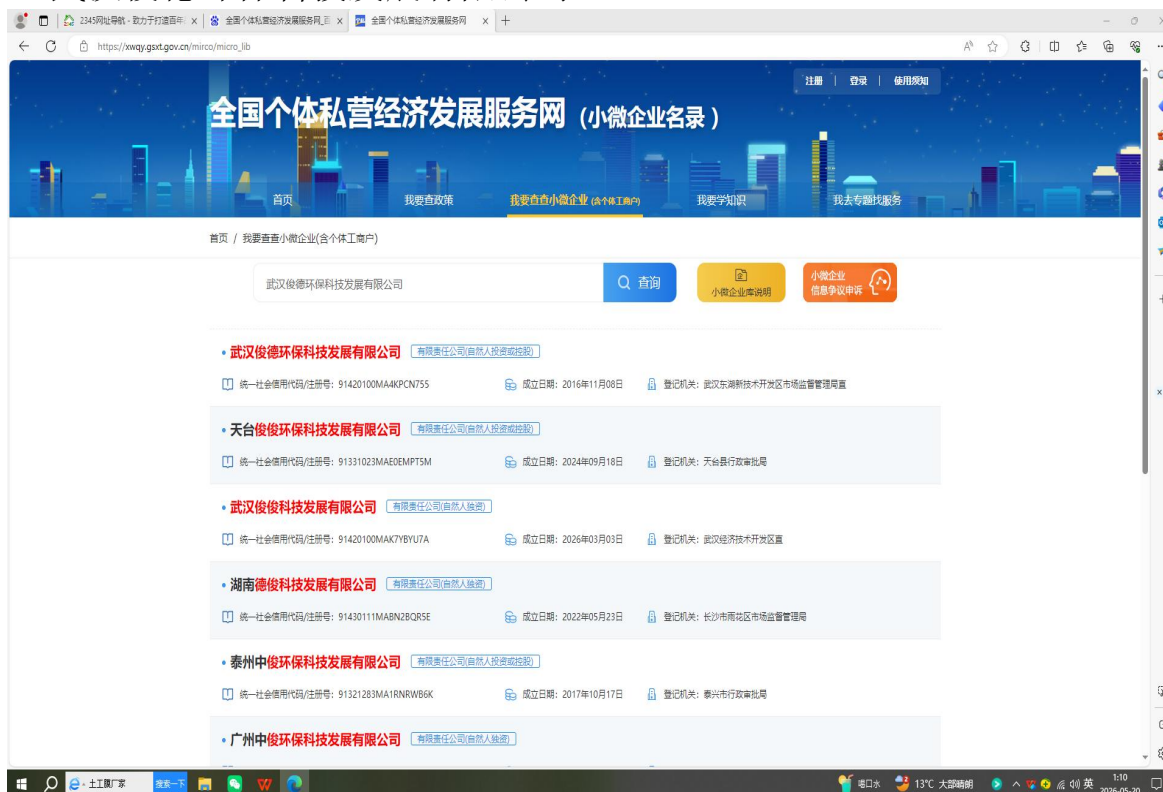 2345网址导航 - 致力于打造百年
全国个体私营经济发展服务网_百
全国个体私营经济发展服务网
https://xwqy.gsxt.gov.cn/mirco/micro_lib
注册 | 登录 | 使用须知
全国个体私营经济发展服务网（小微企业名录）
首页 我要查政策 我要查查小微企业(含个体工商户) 我要学知识 我去专题找服务
首页 / 我要查查小微企业(含个体工商户)
武汉俊德环保科技发展有限公司 查询 小微企业库说明 小微企业
信息争议申诉
武汉俊德环保科技发展有限公司 有限责任公司(自然人投资或控股)
统一社会信用代码/注册号：91420100MA4KPCN755 成立日期：2016年11月08日 登记机关：武汉东湖新技术开发区市场监督管理局直
天台俊俊环保科技发展有限公司 有限责任公司(自然人投资或控股)
统一社会信用代码/注册号：91331023MAE0EMPT5M 成立日期：2024年09月18日 登记机关：天台县行政审批局
武汉俊俊科技发展有限公司 有限责任公司(自然人独资)
统一社会信用代码/注册号：91420100MAK7YBYU7A 成立日期：2026年03月03日 登记机关：武汉经济技术开发区直
湖南德俊科技发展有限公司 有限责任公司(自然人独资)
统一社会信用代码/注册号：91430111MABN2BQR5E 成立日期：2022年05月23日 登记机关：长沙市雨花区市场监督管理局
泰州中俊环保科技发展有限公司 有限责任公司(自然人投资或控股)
统一社会信用代码/注册号：91321283MA1RNRWB6K 成立日期：2017年10月17日 登记机关：泰兴市行政审批局
广州中俊环保科技发展有限公司 有限责任公司(自然人独资)
土工膜厂家 搜索一下 喝口水 13°C 大部晴朗 英 1:10
2026-05-20